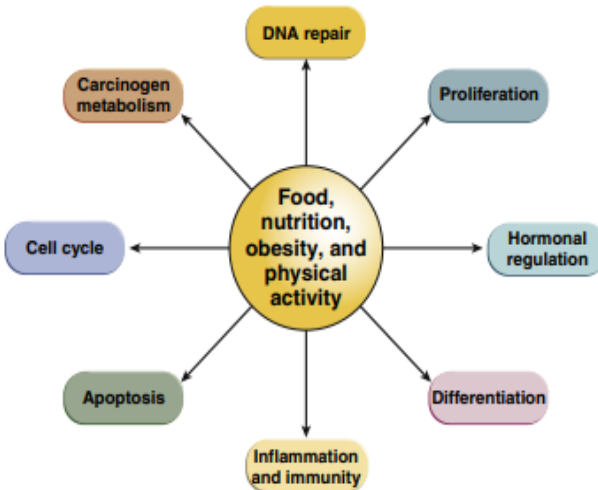 DNA repair
Carcinogen
metabolism
Proliferation
Food,
nutrition,
obesity, and
physical
activity
Cell cycle
Hormonal
regulation
Apoptosis
Differentiation
Inflammation
and immunity